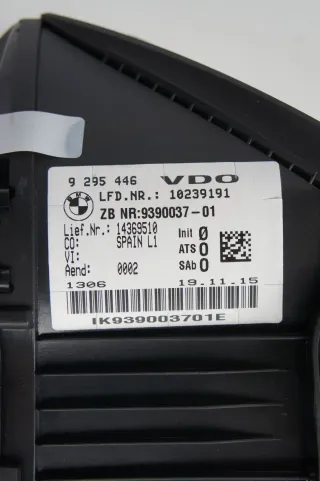 9 295 446 VDO
LFD.NR.: 10239191
BMW
ZB NR:9390037-01
Lief.Nr.: 14369510 Init 0
CO: SPAIN L1 ATS 0
VI: SAb 0
Aend: 0002
1306 19.11.15
IK939003701E